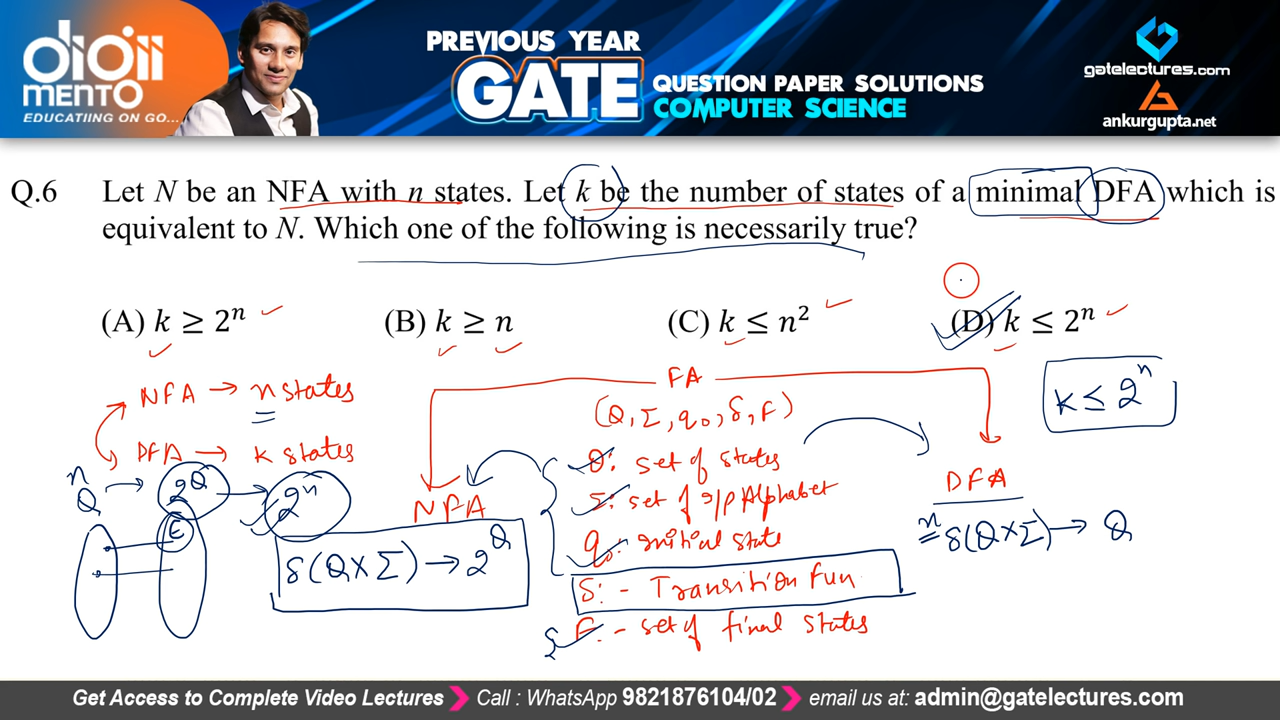 digii
MENTO
EDUCATIING ON GO...
PREVIOUS YEAR
GATE
QUESTION PAPER SOLUTIONS
COMPUTER SCIENCE
gatelectures.com
ankurgupta.net
Q.6 Let N be an NFA with n states. Let k be the number of states of a minimal DFA which is
equivalent to N. Which one of the following is necessarily true?
(A) k ≥ 2ⁿ (B) k ≥ n (C) k ≤ n² (D) k ≤ 2ⁿ
NFA → n states
DFA → k states
n
Q → 2^Q → 2ⁿ
E
FA
(Q, Σ, q₀, δ, F)
Q: set of states
Σ: set of I/P Alphabet
q₀: initial state
δ: - Transition fun
F: - set of final states
NFA
δ(Q×Σ) → 2^Q
k ≤ 2ⁿ
DFA
n δ(Q×Σ) → Q
Get Access to Complete Video Lectures Call : WhatsApp 9821876104/02 email us at: admin@gatelectures.com